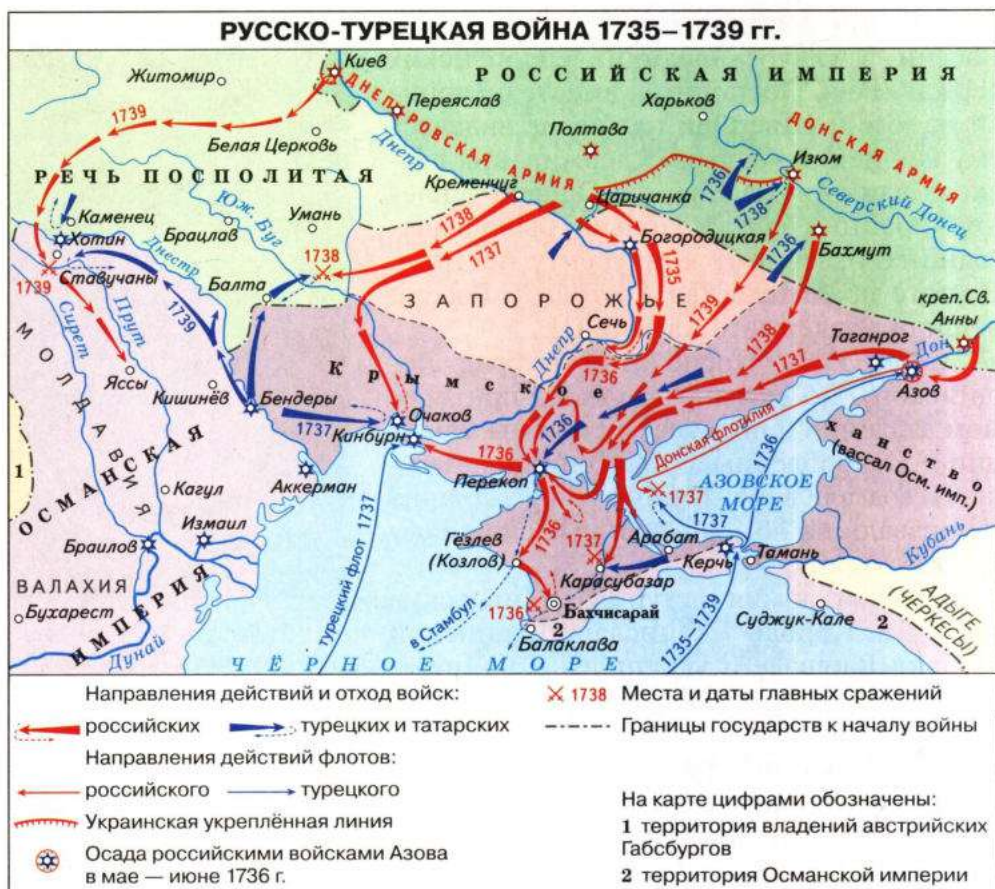 РУССКО-ТУРЕЦКАЯ ВОЙНА 1735–1739 гг.
Киев
Житомир
РОССИЙСКАЯ ИМПЕРИЯ
Переяслав
Харьков
ДНЕПРОВСКАЯ АРМИЯ
ДОНСКАЯ АРМИЯ
1739
Полтава
Белая Церковь
Днепр
Изюм
РЕЧЬ ПОСПОЛИТАЯ
Кременчуг
Царичанка
1736
1738
Северский Донец
Юж. Буг
Умань
Каменец
Брацлав
1738
1737
Богородицкая
1735
1736
Бахмут
Хотин
Днестр
1738
Ставучаны
1739
Балта
ЗАПОРОЖЬЕ
1739
креп.Св. Анны
Сирет
Прут
1739
Сечь
Днепр
1738
Таганрог
Дон
МОЛДАВИЯ
Яссы
Крымское
1736
1737
Азов
Кишинёв
Бендеры
Очаков
1737
Кинбурн
1736
Донская флотилия
ханство
(вассал Осм. имп.)
1
ОСМАНСКАЯ
Аккерман
1736
Перекоп
1736
АЗОВСКОЕ МОРЕ
Кагул
1737
1737
Измаил
Гёзлев
(Козлов)
1736
1737
Арабат
Кубань
Браилов
Карасубазар
Керчь
Тамань
ВАЛАХИЯ
турецкий флот 1737
Бухарест
ИМПЕРИЯ
в Стамбул
1736
Бахчисарай
2
Балаклава
1735–1739
Суджук-Кале
2
АДЫГЕ
(ЧЕРКЕСЫ)
Дунай
ЧЁРНОЕ МОРЕ
Направления действий и отход войск:
российских
турецких и татарских
Направления действий флотов:
российского
турецкого
Украинская укреплённая линия
Осада российскими войсками Азова
в мае — июне 1736 г.
1738 Места и даты главных сражений
Границы государств к началу войны
На карте цифрами обозначены:
1 территория владений австрийских
Габсбургов
2 территория Османской империи